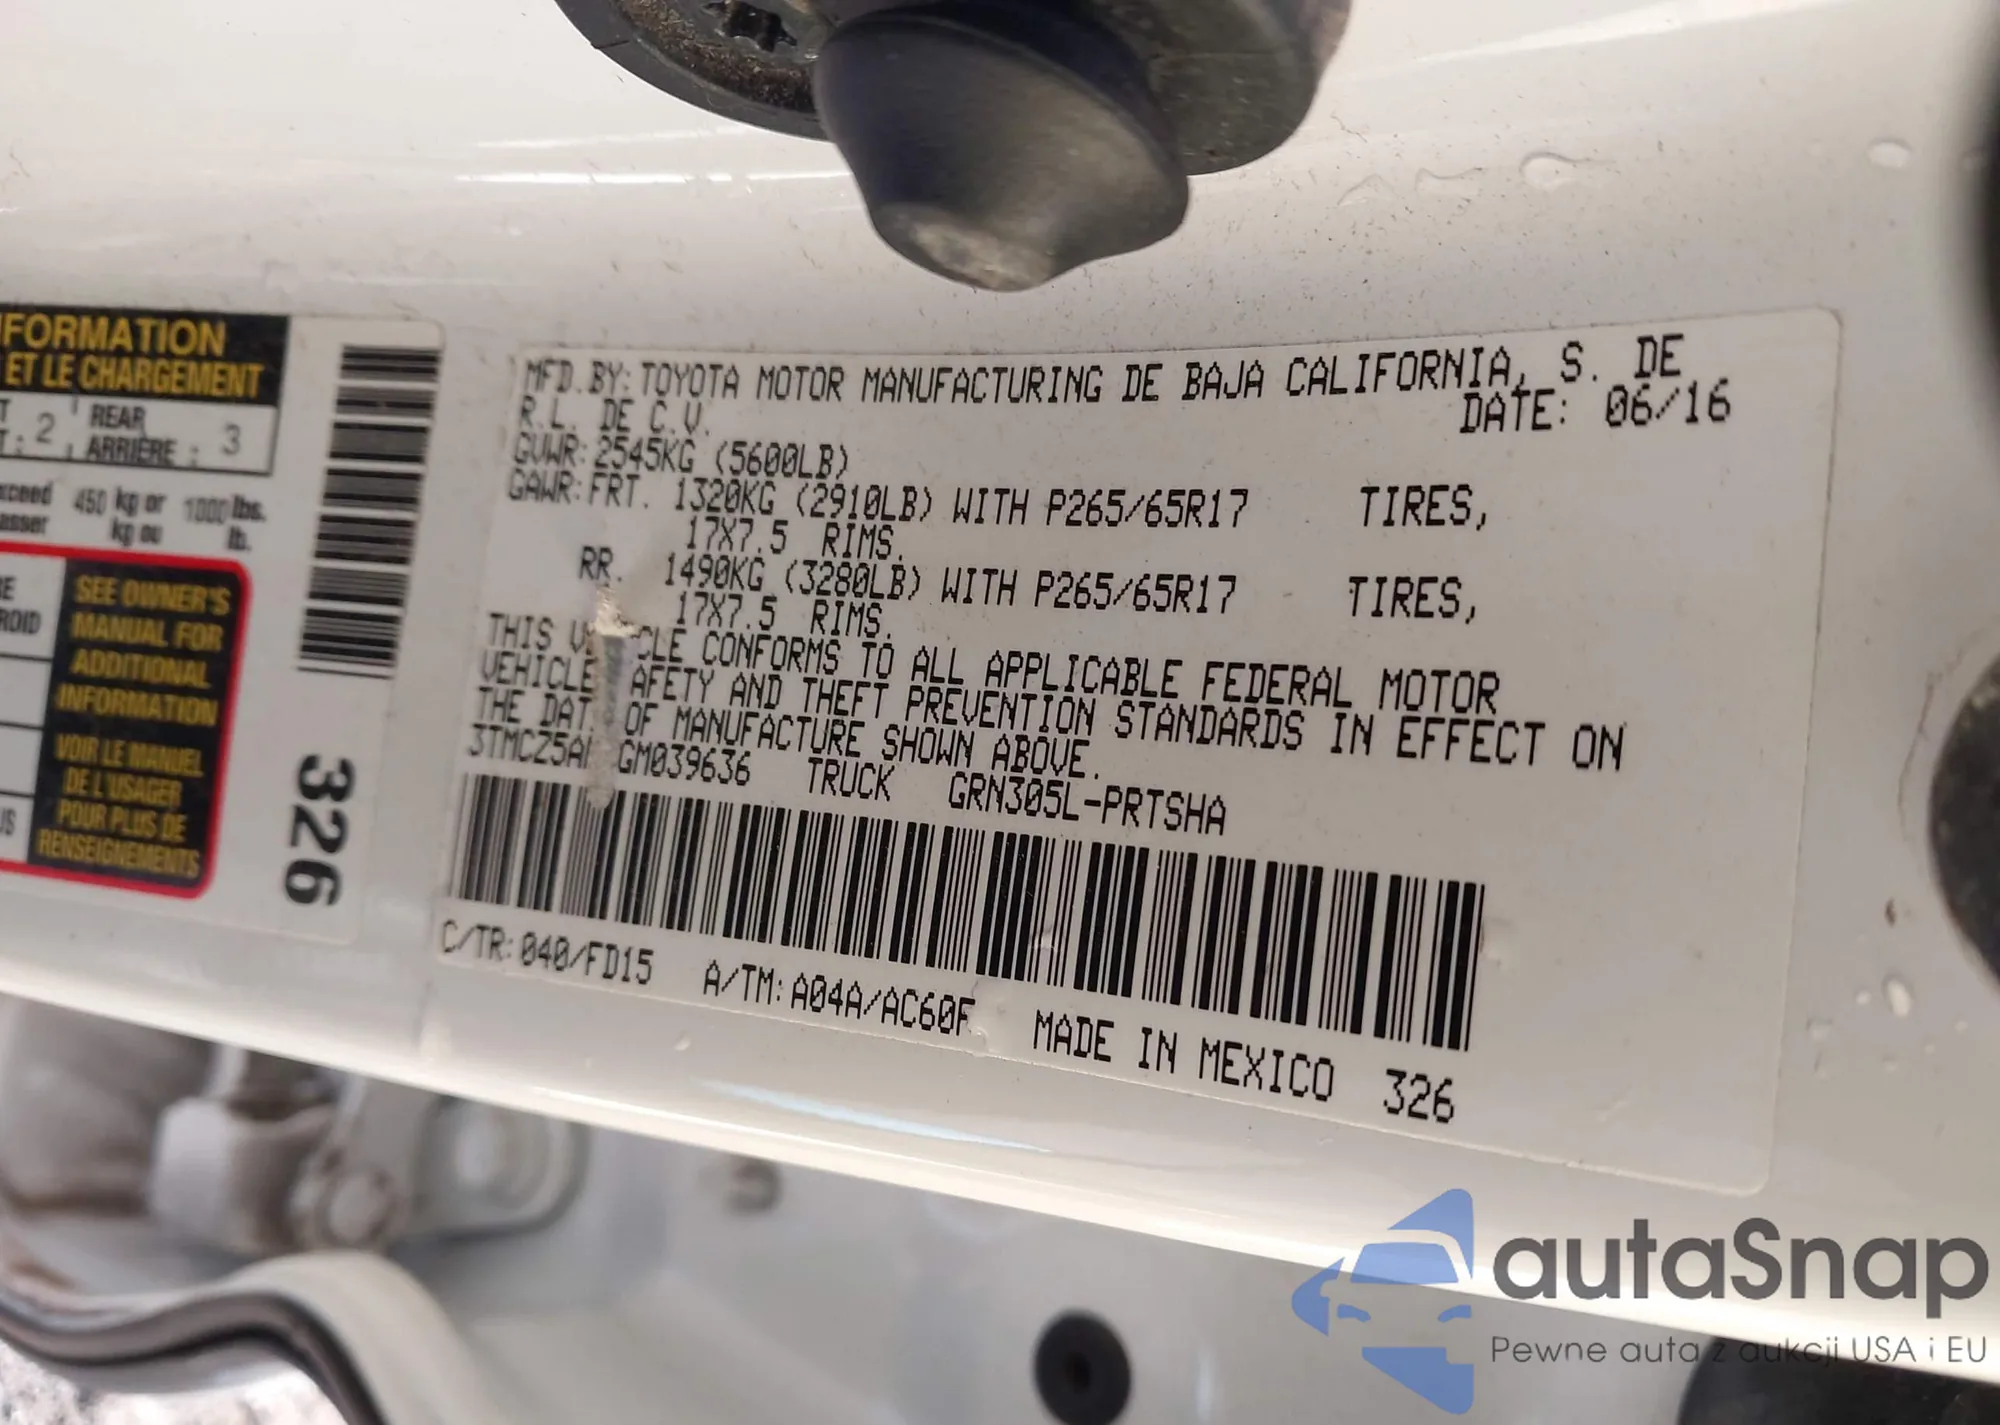 NFORMATION
ET LE CHARGEMENT
2
REAR
ARRIÈRE : 3
450 kg or 1000 lbs.
kg ou lb.
SEE OWNER'S
MANUAL FOR
ADDITIONAL
INFORMATION
VOIR LE MANUEL
DE L'USAGER
POUR PLUS DE
RENSEIGNEMENTS
326
MFD.BY:TOYOTA MOTOR MANUFACTURING DE BAJA CALIFORNIA, S. DE
R.L. DE C.V.
DATE: 06/16
GVWR:2545KG (5600LB)
GAWR:FRT. 1320KG (2910LB) WITH P265/65R17 TIRES,
17X7.5 RIMS.
RR. 1490KG (3280LB) WITH P265/65R17 TIRES,
17X7.5 RIMS.
THIS CONFORMS TO ALL APPLICABLE FEDERAL MOTOR
VEHICLE AFETY AND THEFT PREVENTION STANDARDS IN EFFECT ON
THE DAT OF MANUFACTURE SHOWN ABOVE.
3TMCZ5A GM039636 TRUCK GRN305L-PRTSHA
C/TR:040/FD15 A/TM:A04A/AC60F MADE IN MEXICO 326
autaSnap
Pewne auta z aukcji USA i EU